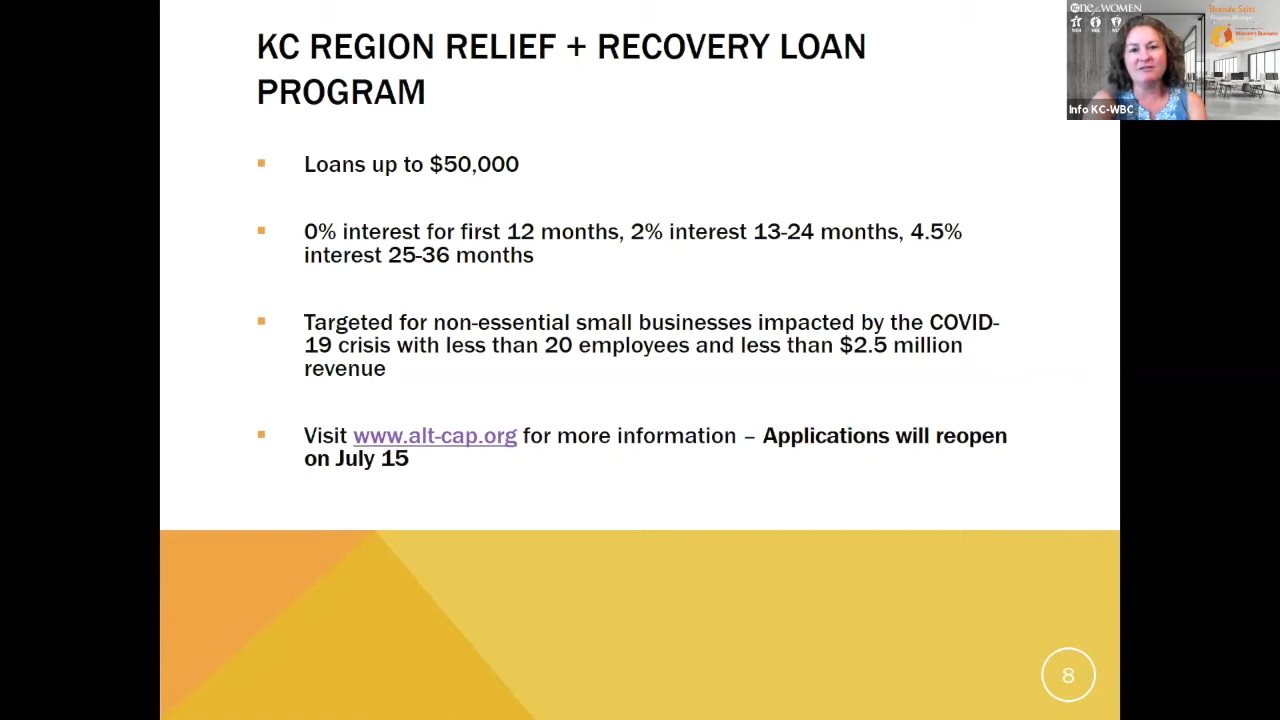 KC REGION RELIEF + RECOVERY LOAN
PROGRAM
Loans up to $50,000
0% interest for first 12 months, 2% interest 13-24 months, 4.5%
interest 25-36 months
Targeted for non-essential small businesses impacted by the COVID-
19 crisis with less than 20 employees and less than $2.5 million
revenue
Visit www.alt-cap.org for more information – Applications will reopen
on July 15
8
WOMEN
Info KC-WBC